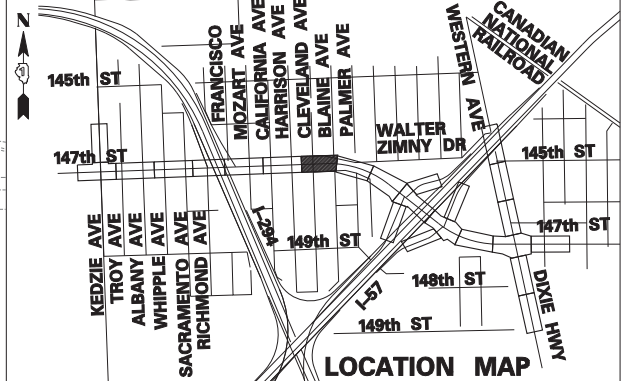 N
CANADIAN
NATIONAL
RAILROAD
WESTERN AVE
FRANCISCO
MOZART AVE
CALIFORNIA AVE
HARRISON AVE
CLEVELAND AVE
BLAINE AVE
PALMER AVE
145th ST
WALTER
ZIMNY DR
147th ST
145th ST
I-294
149th ST
147th ST
KEDZIE AVE
TROY AVE
ALBANY AVE
WHIPPLE AVE
SACRAMENTO AVE
RICHMOND AVE
I-57
148th ST
DIXIE HWY
149th ST
LOCATION MAP